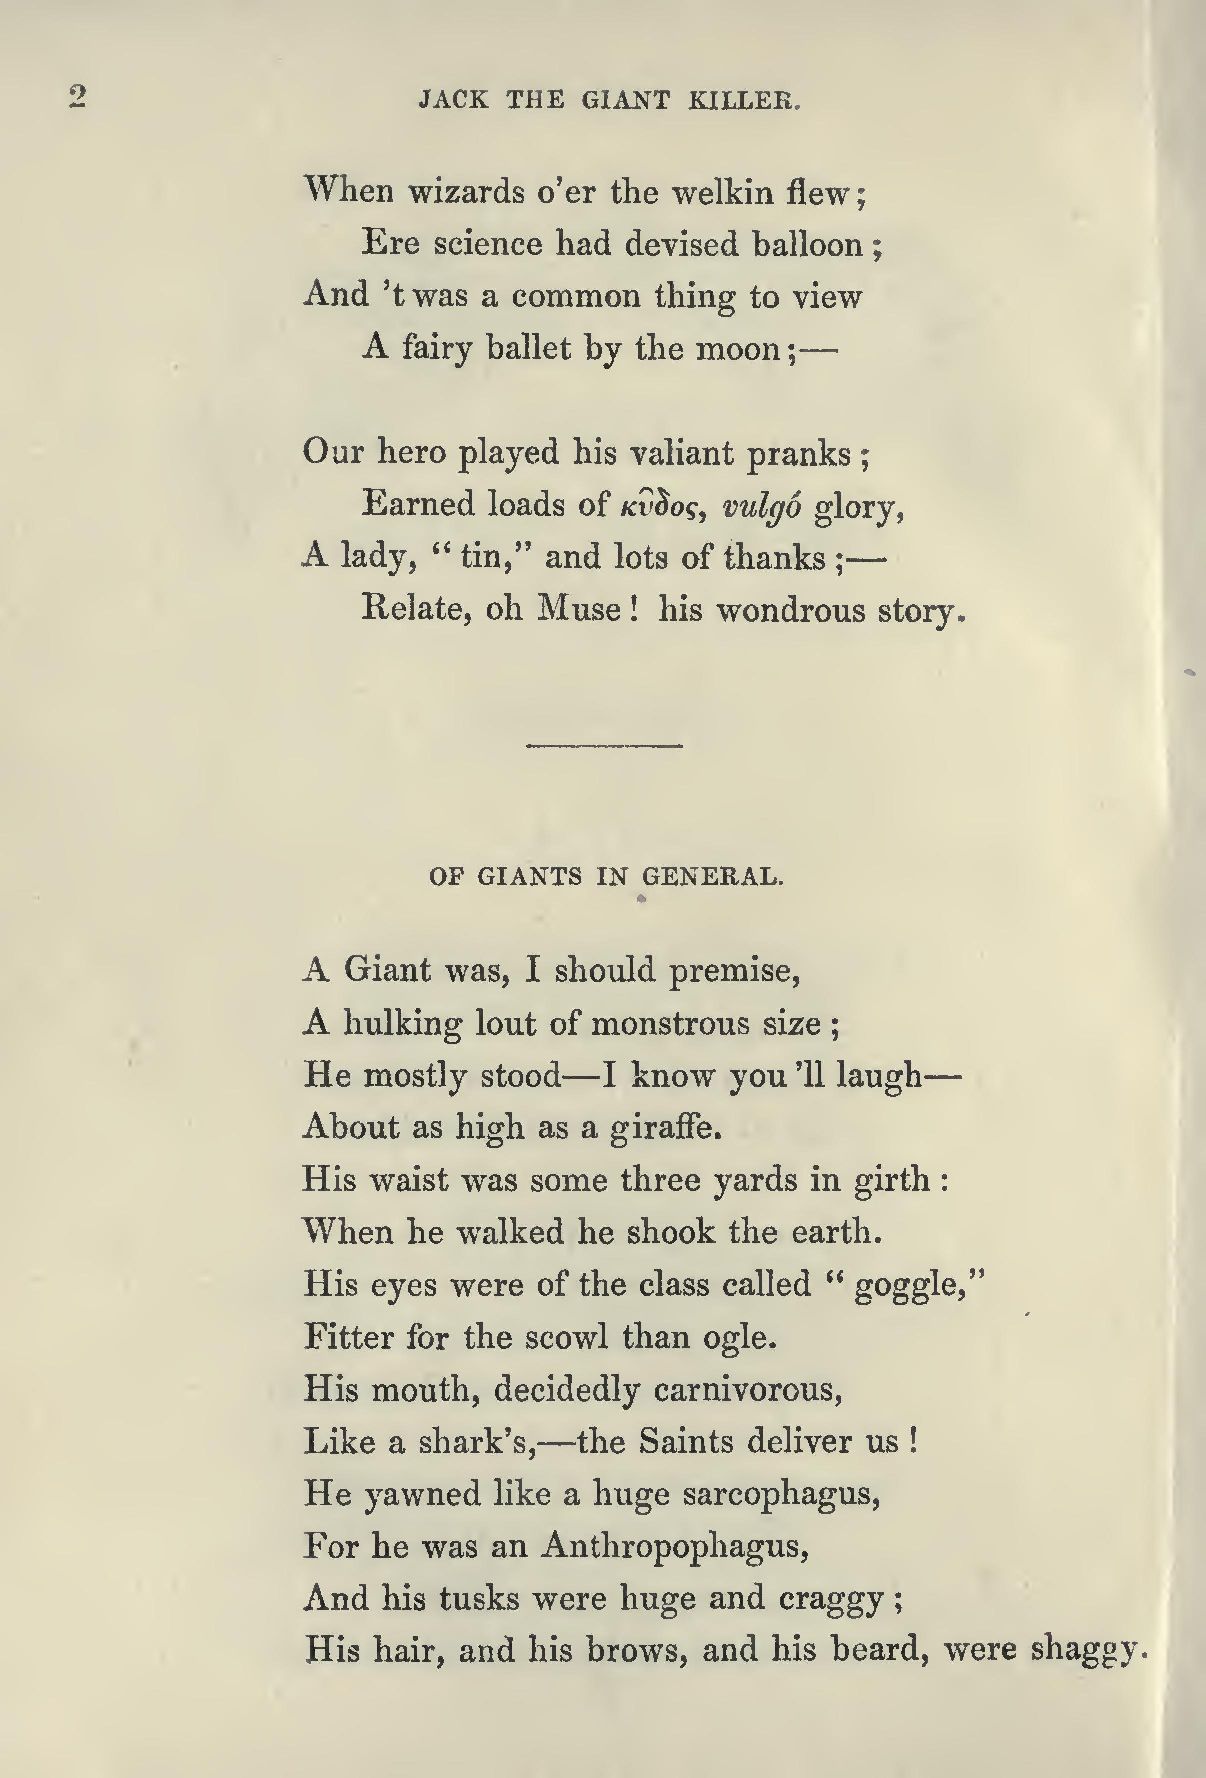 2 JACK THE GIANT KILLER.
When wizards o'er the welkin flew;
Ere science had devised balloon;
And 'twas a common thing to view
A fairy ballet by the moon;—
Our hero played his valiant pranks;
Earned loads of κῦδος, vulgó glory,
A lady, "tin," and lots of thanks;—
Relate, oh Muse! his wondrous story.
OF GIANTS IN GENERAL.
A Giant was, I should premise,
A hulking lout of monstrous size;
He mostly stood—I know you'll laugh—
About as high as a giraffe.
His waist was some three yards in girth:
When he walked he shook the earth.
His eyes were of the class called "goggle,"
Fitter for the scowl than ogle.
His mouth, decidedly carnivorous,
Like a shark's,—the Saints deliver us!
He yawned like a huge sarcophagus,
For he was an Anthropophagus,
And his tusks were huge and craggy;
His hair, and his brows, and his beard, were shaggy.